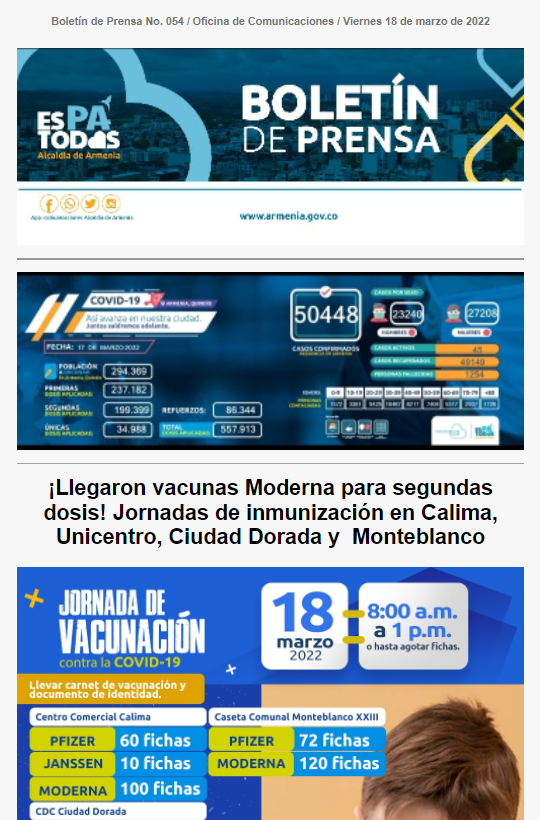 Boletín de Prensa No. 054 / Oficina de Comunicaciones / Viernes 18 de marzo de 2022
ESPA
TODOS
Alcaldía de Armenia
BOLETÍN
DE PRENSA
App: comunicaciones Alcaldía de Armenia
www.armenia.gov.co
COVID-19
ARMENIA, QUINDÍO
Así avanza en nuestra ciudad.
Juntos saldremos adelante.
FECHA: 17 DE MARZO 2022
POBLACIÓN
294.369
PRIMERAS
DOSIS APLICADAS
237.182
SEGUNDAS
DOSIS APLICADAS
199.399
REFUERZOS:
86.344
ÚNICAS
DOSIS APLICADAS
34.988
TOTAL
DOSIS APLICADAS
557.913
50448
CASOS CONFIRMADOS
CASOS POR SEXO
23240
HOMBRES
27208
MUJERES
CASOS ACTIVOS
43
CASOS RECUPERADOS
49149
PERSONAS FALLECIDAS
1254
¡Llegaron vacunas Moderna para segundas
dosis! Jornadas de inmunización en Calima,
Unicentro, Ciudad Dorada y Monteblanco
JORNADA DE
VACUNACIÓN
contra la COVID-19
18
marzo
2022
8:00 a.m.
a 1 p.m.
o hasta agotar fichas.
Llevar carnet de vacunación y
documento de identidad.
Centro Comercial Calima
PFIZER 60 fichas
JANSSEN 10 fichas
MODERNA 100 fichas
CDC Ciudad Dorada
Caseta Comunal Monteblanco XXIII
PFIZER 72 fichas
MODERNA 120 fichas